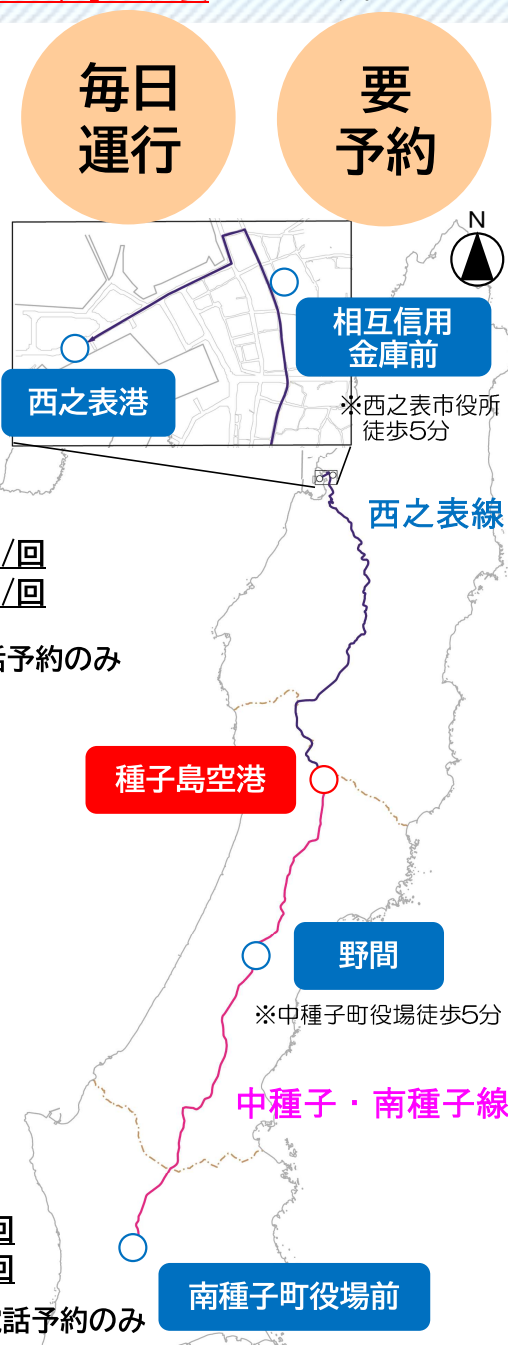 毎日
運行
要
予約
N
相互信用
金庫前
西之表港
※西之表市役所
徒歩5分
西之表線
/回
/回
予約のみ
種子島空港
野間
※中種子町役場徒歩5分
中種子・南種子線
回
回
話予約のみ
南種子町役場前